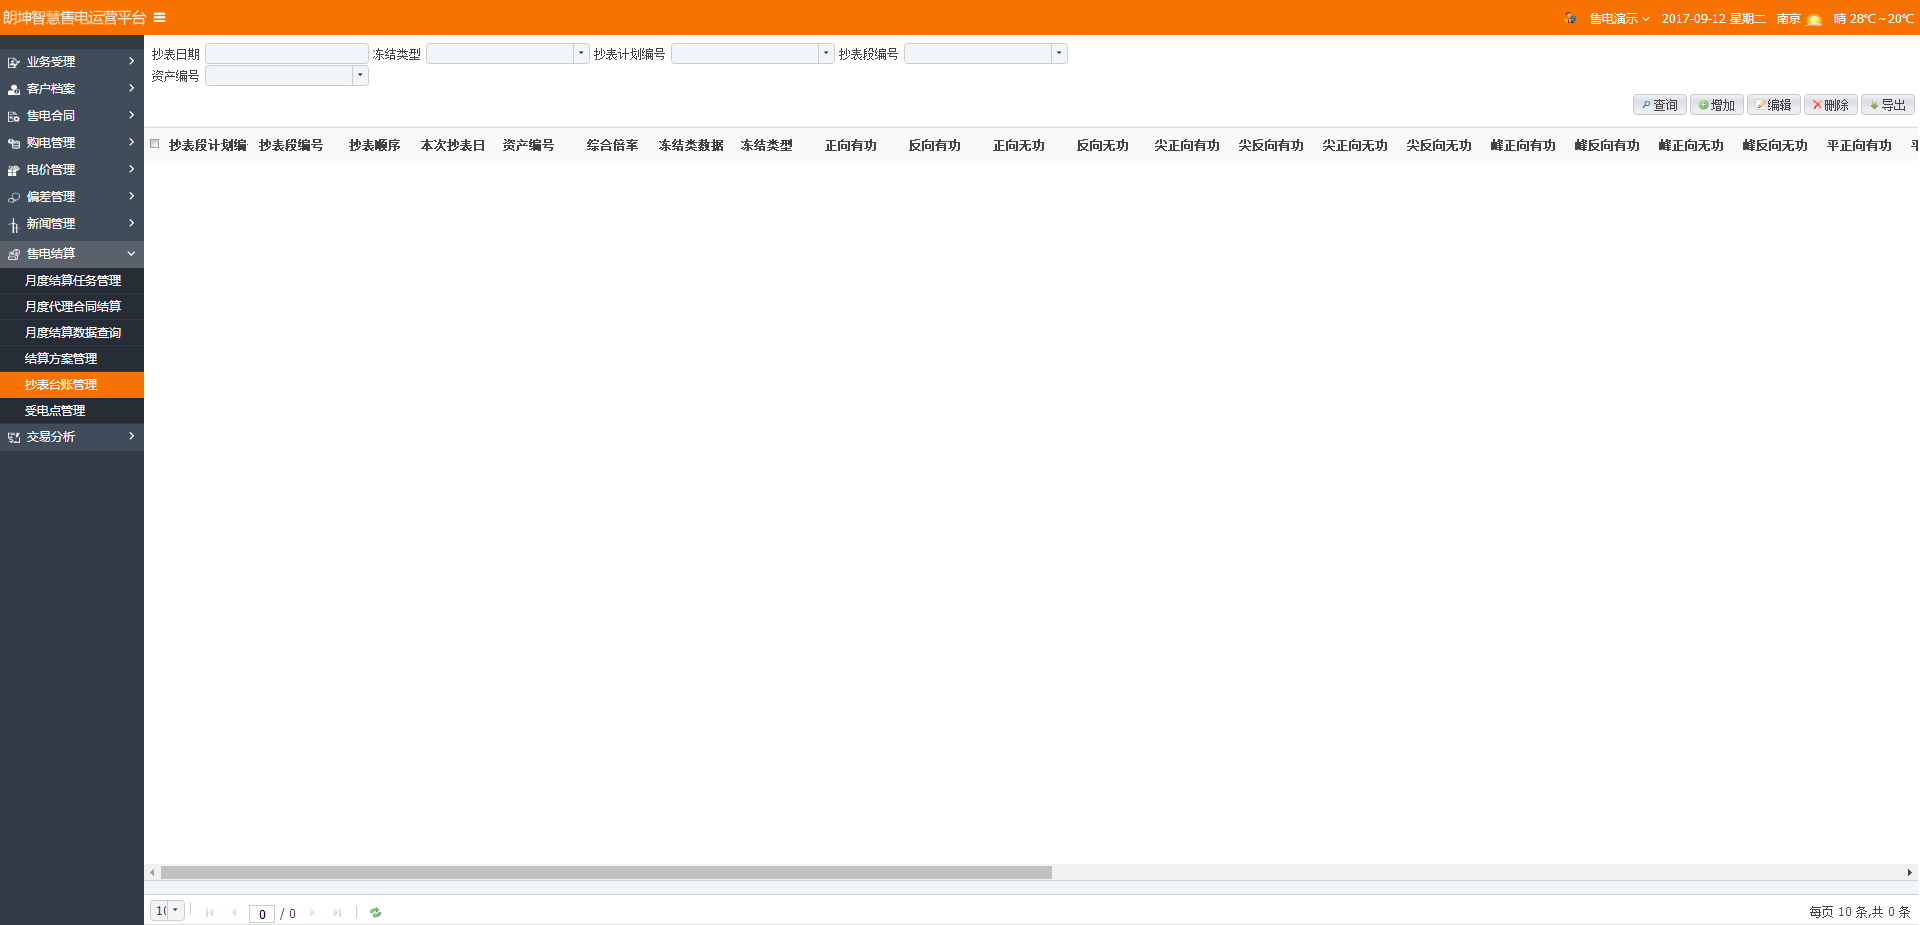 朗坤智慧售电运营平台
售电演示 2017-09-12 星期二 南京 晴 28℃~20℃
业务受理
客户档案
售电合同
购电管理
电价管理
偏差管理
新闻管理
售电结算
月度结算任务管理
月度代理合同结算
月度结算数据查询
结算方案管理
抄表台账管理
受电点管理
交易分析
抄表日期 冻结类型 抄表计划编号 抄表段编号
资产编号
查询 增加 编辑 删除 导出
抄表段计划编 抄表段编号 抄表顺序 本次抄表日 资产编号 综合倍率 冻结类数据 冻结类型 正向有功 反向有功 正向无功 反向无功 尖正向有功 尖反向有功 尖正向无功 尖反向无功 峰正向有功 峰反向有功 峰正向无功 峰反向无功 平正向有功
0 / 0
每页 10 条,共 0 条